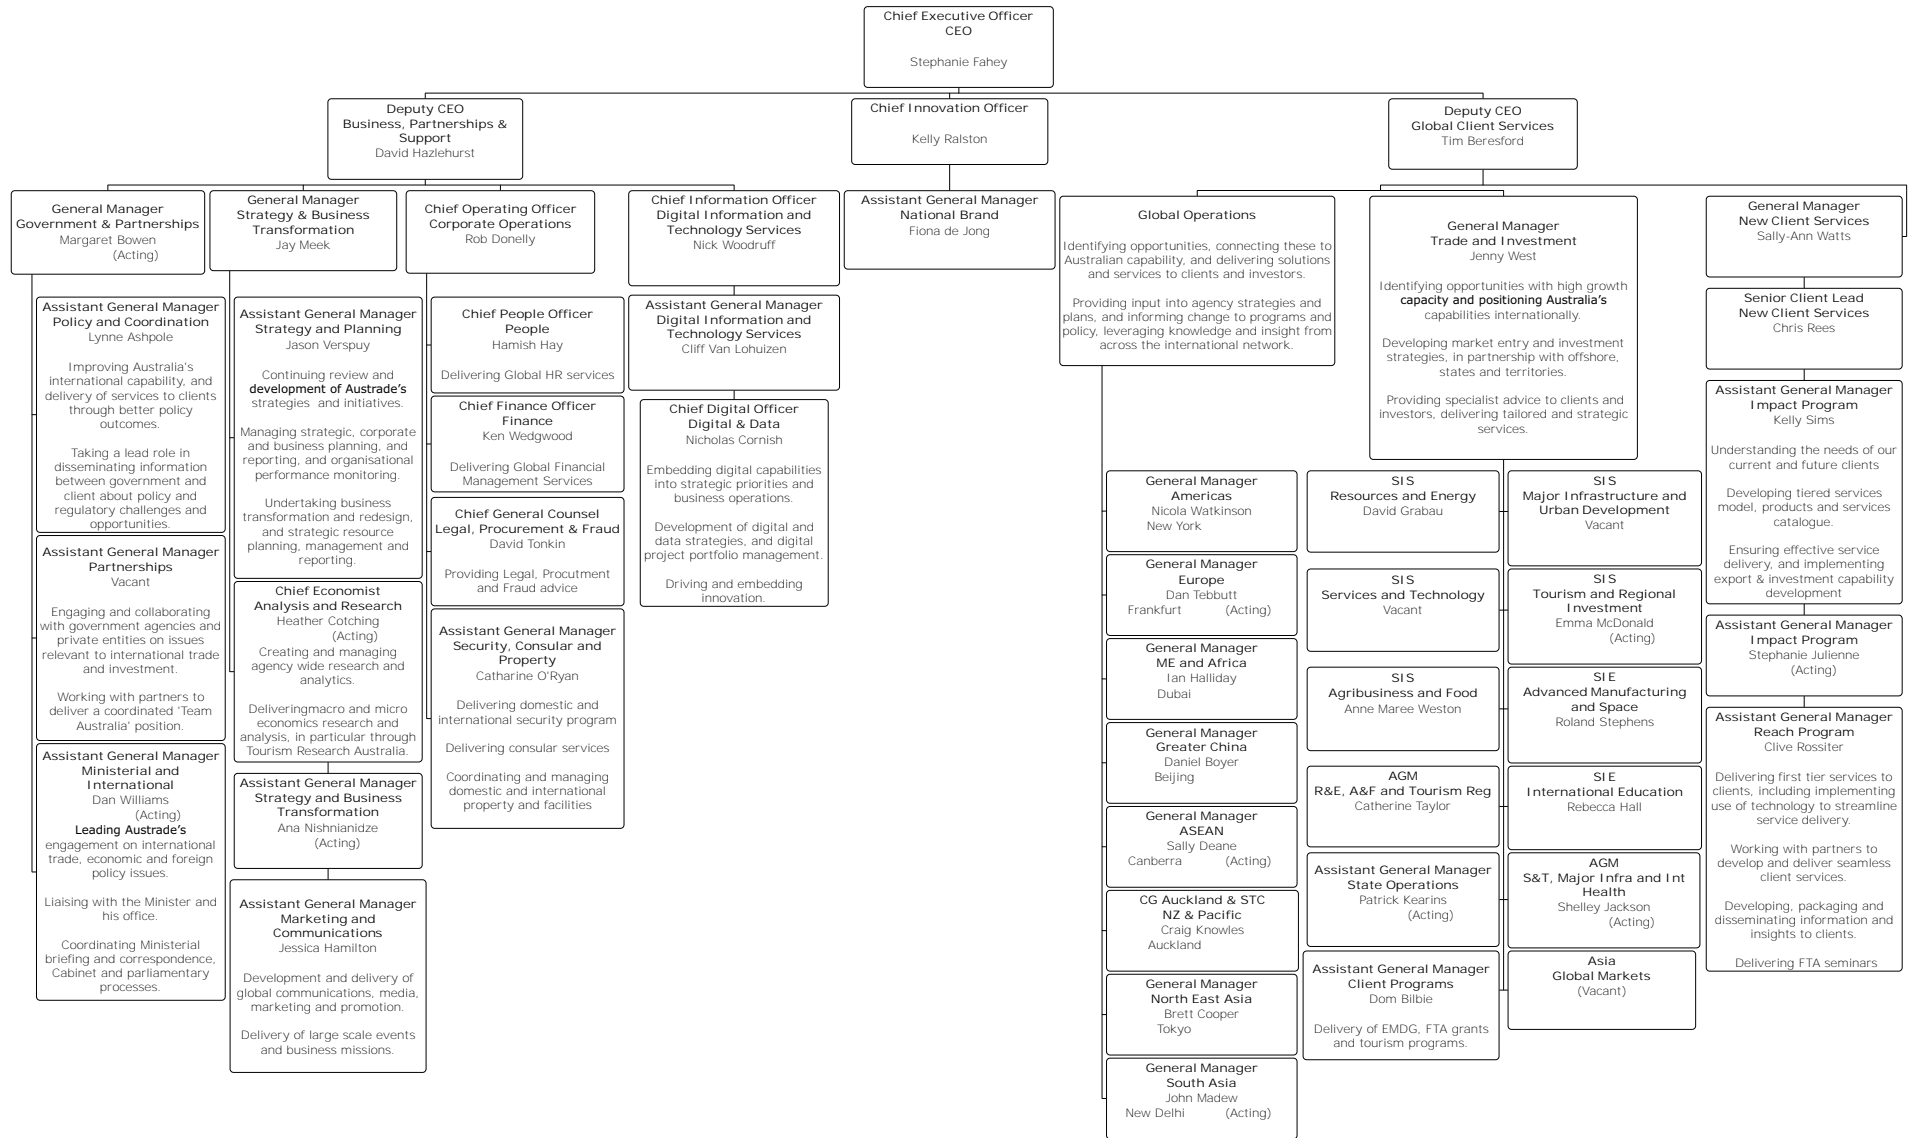 Chief Executive Officer
CEO
Stephanie Fahey
Deputy CEO
Business, Partnerships &
Support
David Hazlehurst
Chief Innovation Officer
Kelly Ralston
Deputy CEO
Global Client Services
Tim Beresford
General Manager
Government & Partnerships
Margaret Bowen
(Acting)
General Manager
Strategy & Business
Transformation
Jay Meek
Chief Operating Officer
Corporate Operations
Rob Donelly
Chief Information Officer
Digital Information and
Technology Services
Nick Woodruff
Assistant General Manager
National Brand
Fiona de Jong
Global Operations
Identifying opportunities, connecting these to
Australian capability, and delivering solutions
and services to clients and investors.
Providing input into agency strategies and
plans, and informing change to programs and
policy, leveraging knowledge and insight from
across the international network.
General Manager
Trade and Investment
Jenny West
Identifying opportunities with high growth
capacity and positioning Australia's
capabilities internationally.
Developing market entry and investment
strategies, in partnership with offshore,
states and territories.
Providing specialist advice to clients and
investors, delivering tailored and strategic
services.
General Manager
New Client Services
Sally-Ann Watts
Assistant General Manager
Policy and Coordination
Lynne Ashpole
Improving Australia's
international capability, and
delivery of services to clients
through better policy
outcomes.
Taking a lead role in
disseminating information
between government and
client about policy and
regulatory challenges and
opportunities.
Assistant General Manager
Partnerships
Vacant
Engaging and collaborating
with government agencies and
private entities on issues
relevant to international trade
and investment.
Working with partners to
deliver a coordinated 'Team
Australia' position.
Assistant General Manager
Ministerial and
International
Dan Williams
(Acting)
Leading Austrade's
engagement on international
trade, economic and foreign
policy issues.
Liaising with the Minister and
his office.
Coordinating Ministerial
briefing and correspondence,
Cabinet and parliamentary
processes.
Assistant General Manager
Strategy and Planning
Jason Verspuy
Continuing review and
development of Austrade's
strategies and initiatives.
Managing strategic, corporate
and business planning, and
reporting, and organisational
performance monitoring.
Undertaking business
transformation and redesign,
and strategic resource
planning, management and
reporting.
Chief Economist
Analysis and Research
Heather Cotching
(Acting)
Creating and managing
agency wide research and
analytics.
Deliveringmacro and micro
economics research and
analysis, in particular through
Tourism Research Australia.
Assistant General Manager
Strategy and Business
Transformation
Ana Nishnianidze
(Acting)
Assistant General Manager
Marketing and
Communications
Jessica Hamilton
Development and delivery of
global communications, media,
marketing and promotion.
Delivery of large scale events
and business missions.
Chief People Officer
People
Hamish Hay
Delivering Global HR services
Chief Finance Officer
Finance
Ken Wedgwood
Delivering Global Financial
Management Services
Chief General Counsel
Legal, Procurement & Fraud
David Tonkin
Providing Legal, Procutment
and Fraud advice
Assistant General Manager
Security, Consular and
Property
Catharine O'Ryan
Delivering domestic and
international security program
Delivering consular services
Coordinating and managing
domestic and international
property and facilities
Assistant General Manager
Digital Information and
Technology Services
Cliff Van Lohuizen
Chief Digital Officer
Digital & Data
Nicholas Cornish
Embedding digital capabilities
into strategic priorities and
business operations.
Development of digital and
data strategies, and digital
project portfolio management.
Driving and embedding
innovation.
General Manager
Americas
Nicola Watkinson
New York
General Manager
Europe
Dan Tebbutt
Frankfurt (Acting)
General Manager
ME and Africa
Ian Halliday
Dubai
General Manager
Greater China
Daniel Boyer
Beijing
General Manager
ASEAN
Sally Deane
Canberra (Acting)
CG Auckland & STC
NZ & Pacific
Craig Knowles
Auckland
General Manager
North East Asia
Brett Cooper
Tokyo
General Manager
South Asia
John Madew
New Delhi (Acting)
SIS
Resources and Energy
David Grabau
SIS
Services and Technology
Vacant
SIS
Agribusiness and Food
Anne Maree Weston
AGM
R&E, A&F and Tourism Reg
Catherine Taylor
Assistant General Manager
State Operations
Patrick Kearins
(Acting)
Assistant General Manager
Client Programs
Dom Bilbie
Delivery of EMDG, FTA grants
and tourism programs.
SIS
Major Infrastructure and
Urban Development
Vacant
SIS
Tourism and Regional
Investment
Emma McDonald
(Acting)
SIE
Advanced Manufacturing
and Space
Roland Stephens
SIE
International Education
Rebecca Hall
AGM
S&T, Major Infra and Int
Health
Shelley Jackson
(Acting)
Asia
Global Markets
(Vacant)
Senior Client Lead
New Client Services
Chris Rees
Assistant General Manager
Impact Program
Kelly Sims
Understanding the needs of our
current and future clients
Developing tiered services
model, products and services
catalogue.
Ensuring effective service
delivery, and implementing
export & investment capability
development
Assistant General Manager
Impact Program
Stephanie Julienne
(Acting)
Assistant General Manager
Reach Program
Clive Rossiter
Delivering first tier services to
clients, including implementing
use of technology to streamline
service delivery.
Working with partners to
develop and deliver seamless
client services.
Developing, packaging and
disseminating information and
insights to clients.
Delivering FTA seminars